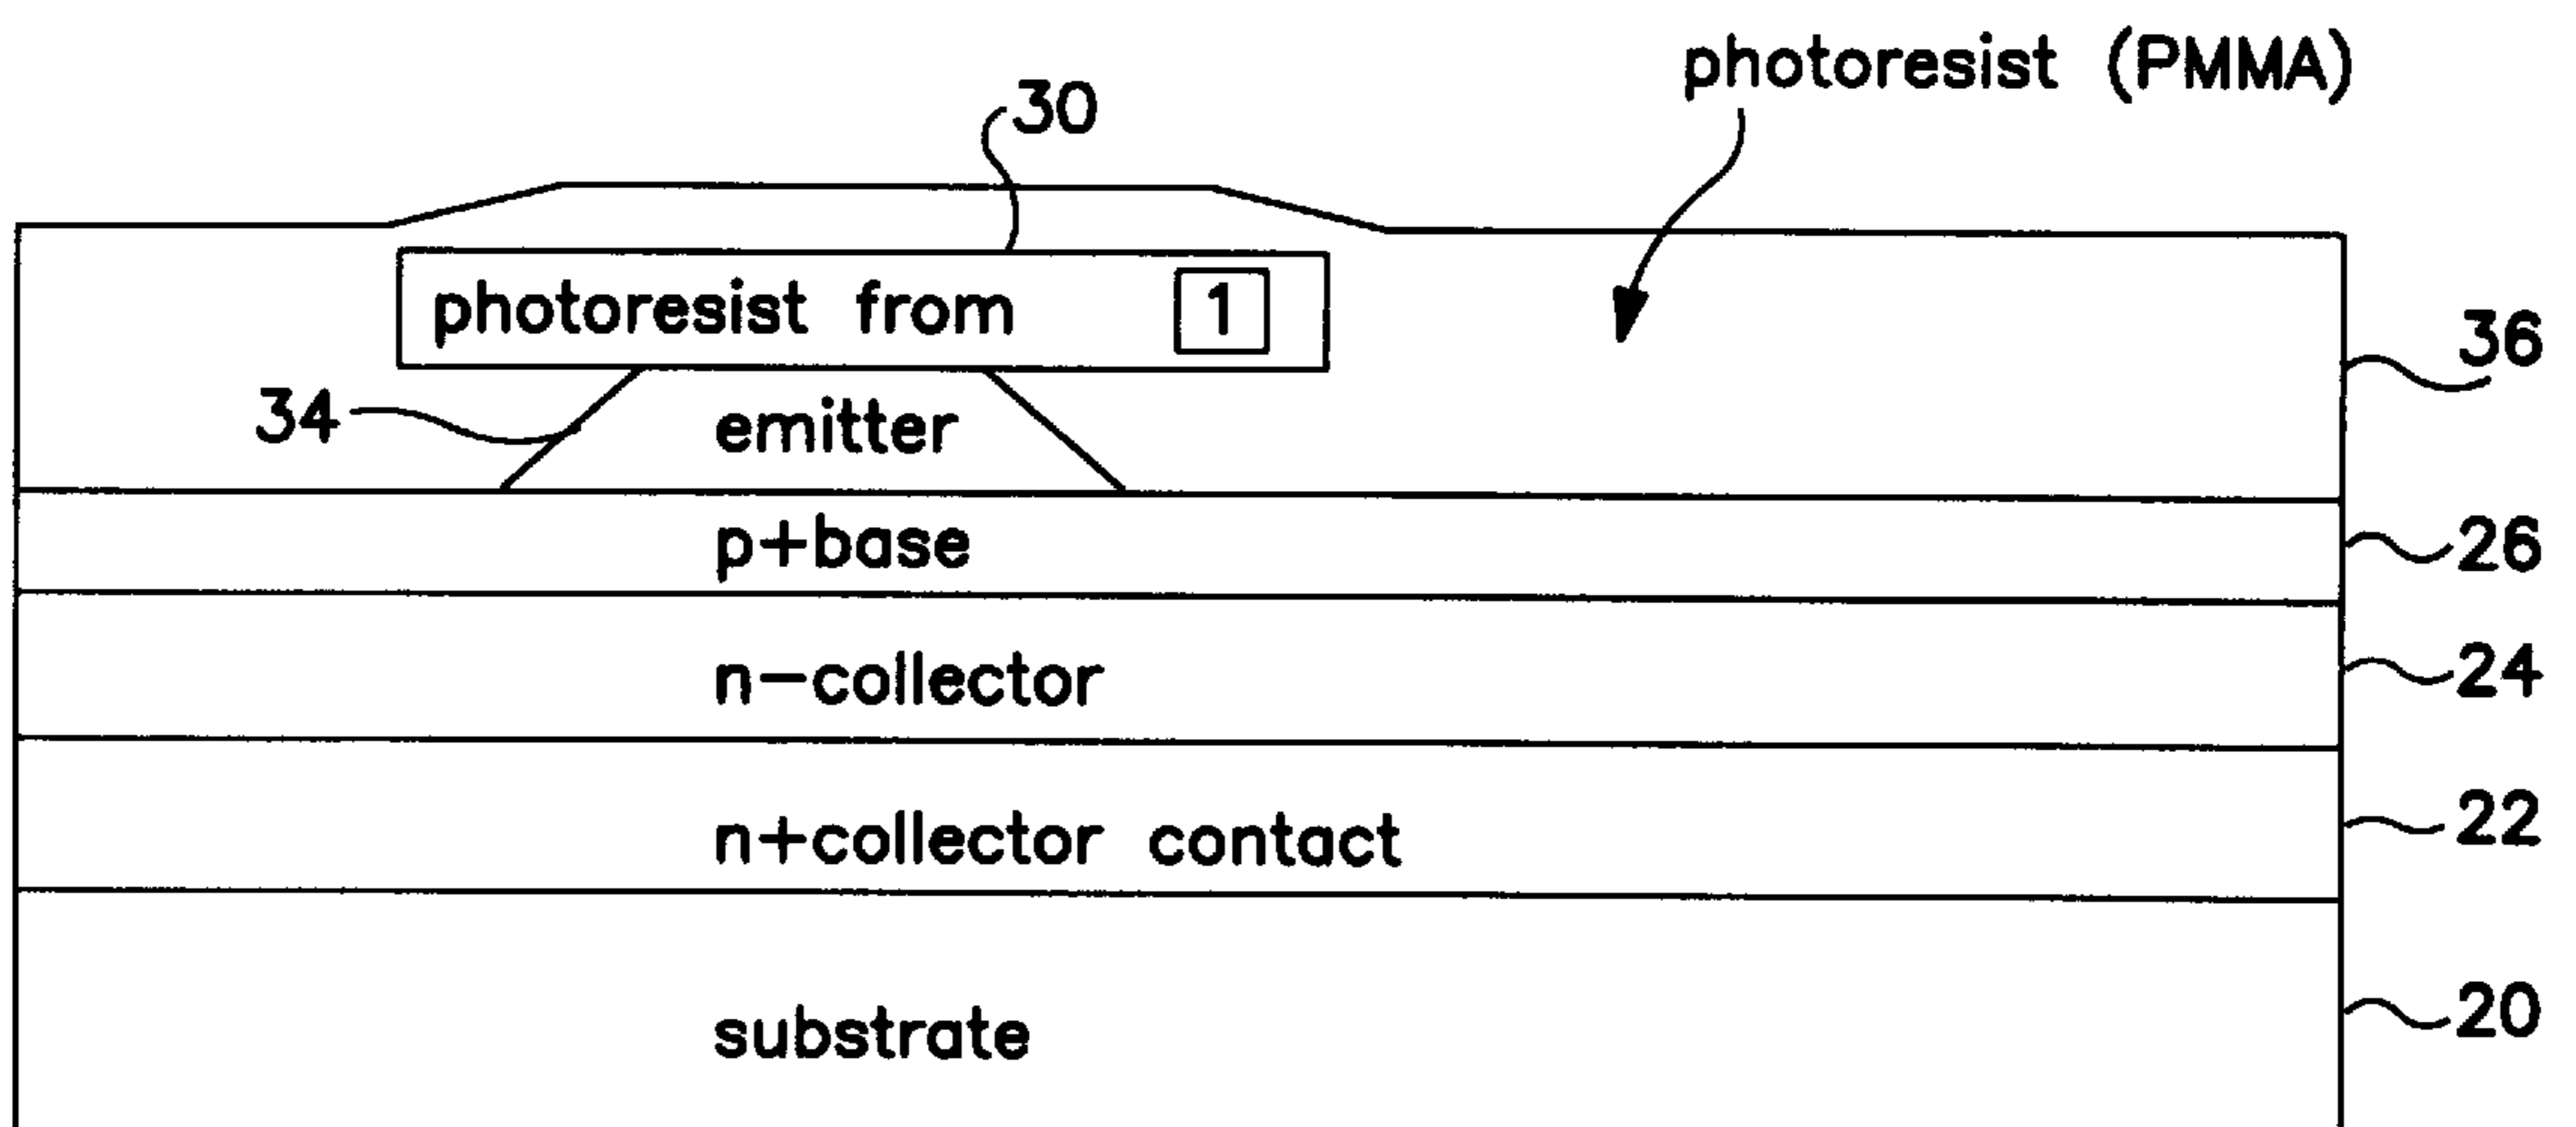 photoresist (PMMA)
30
photoresist from 1
36
34
emitter
p+base
26
n-collector
24
n+collector contact
22
substrate
20